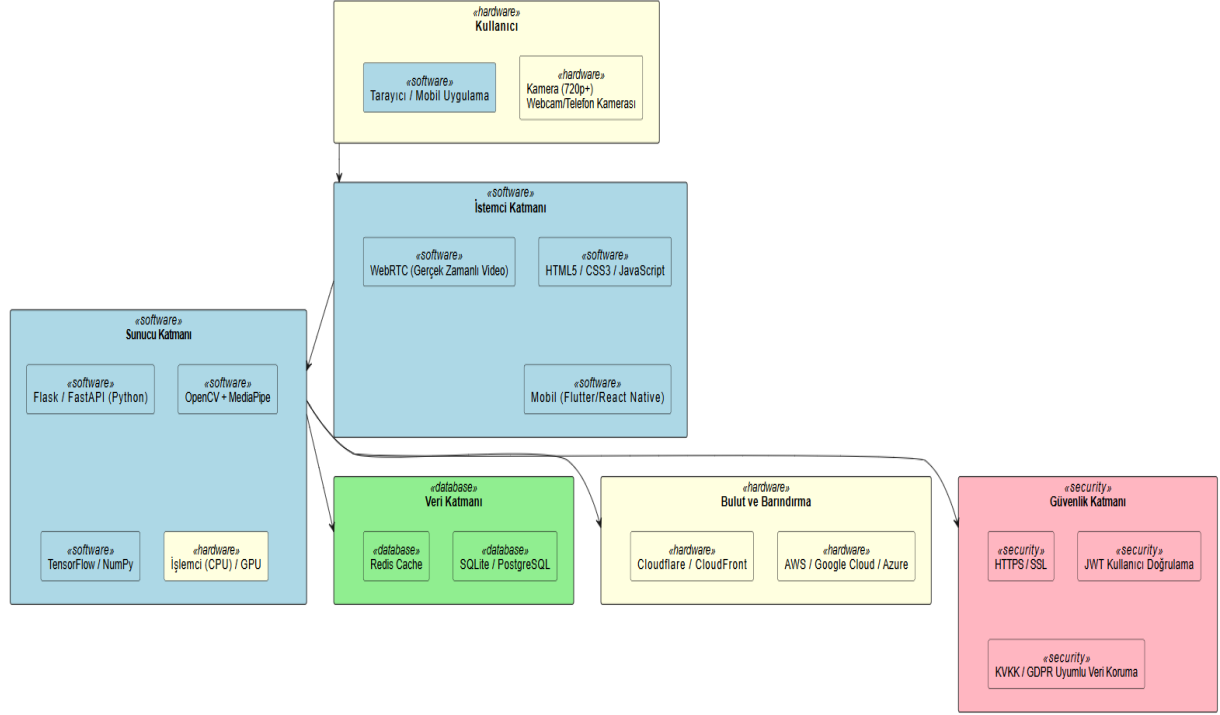 «hardware»
Kullanıcı
«software»
Tarayıcı / Mobil Uygulama
«hardware»
Kamera (720p+)
Webcam/Telefon Kamerası
«software»
İstemci Katmanı
«software»
WebRTC (Gerçek Zamanlı Video)
«software»
HTML5 / CSS3 / JavaScript
«software»
Mobil (Flutter/React Native)
«software»
Sunucu Katmanı
«software»
Flask / FastAPI (Python)
«software»
OpenCV + MediaPipe
«software»
TensorFlow / NumPy
«hardware»
İşlemci (CPU) / GPU
«database»
Veri Katmanı
«database»
Redis Cache
«database»
SQLite / PostgreSQL
«hardware»
Bulut ve Barındırma
«hardware»
Cloudflare / CloudFront
«hardware»
AWS / Google Cloud / Azure
«security»
Güvenlik Katmanı
«security»
HTTPS / SSL
«security»
JWT Kullanıcı Doğrulama
«security»
KVKK / GDPR Uyumlu Veri Koruma